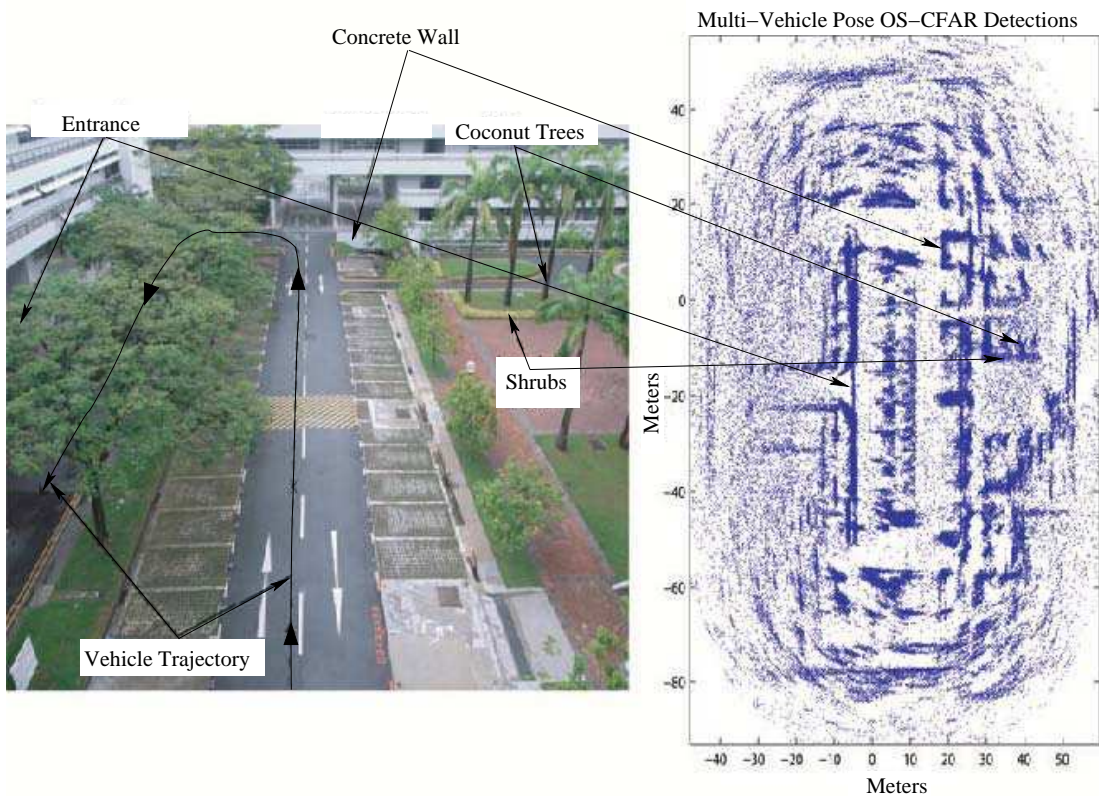 Multi−Vehicle Pose OS−CFAR Detections
Concrete Wall
Entrance
Coconut Trees
Shrubs
Vehicle Trajectory
Meters
40
20
0
−20
−40
−60
−80
−40 −30 −20 −10 0 10 20 30 40 50
Meters